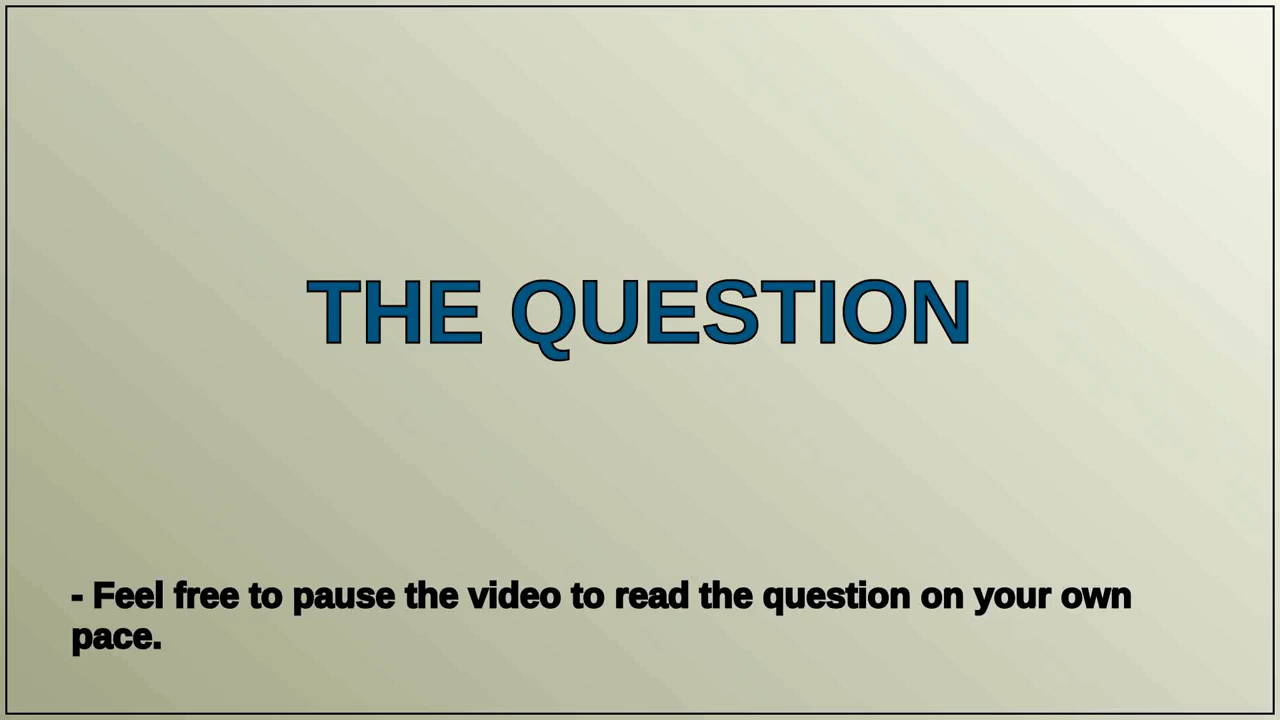 THE QUESTION
- Feel free to pause the video to read the question on your own
pace.